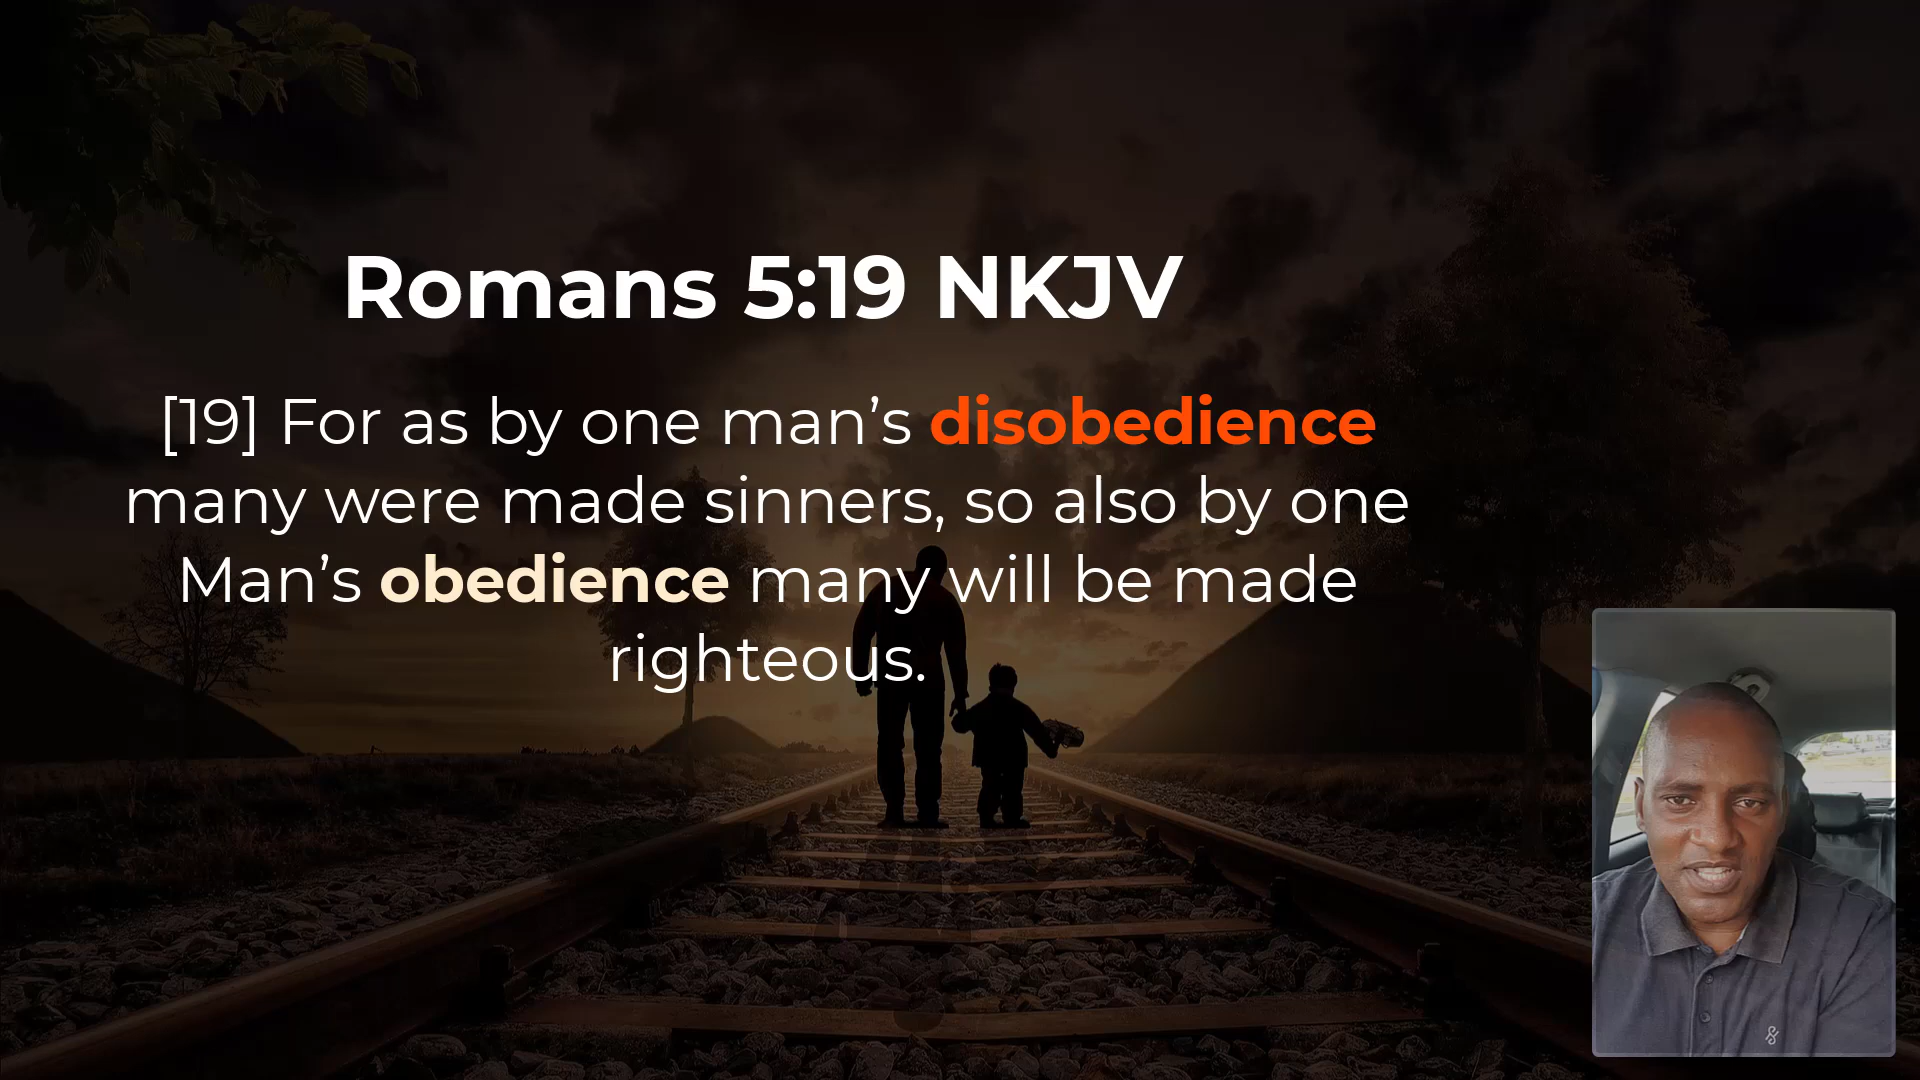 Romans 5:19 NKJV
[19] For as by one man’s disobedience
many were made sinners, so also by one
Man’s obedience many will be made
righteous.